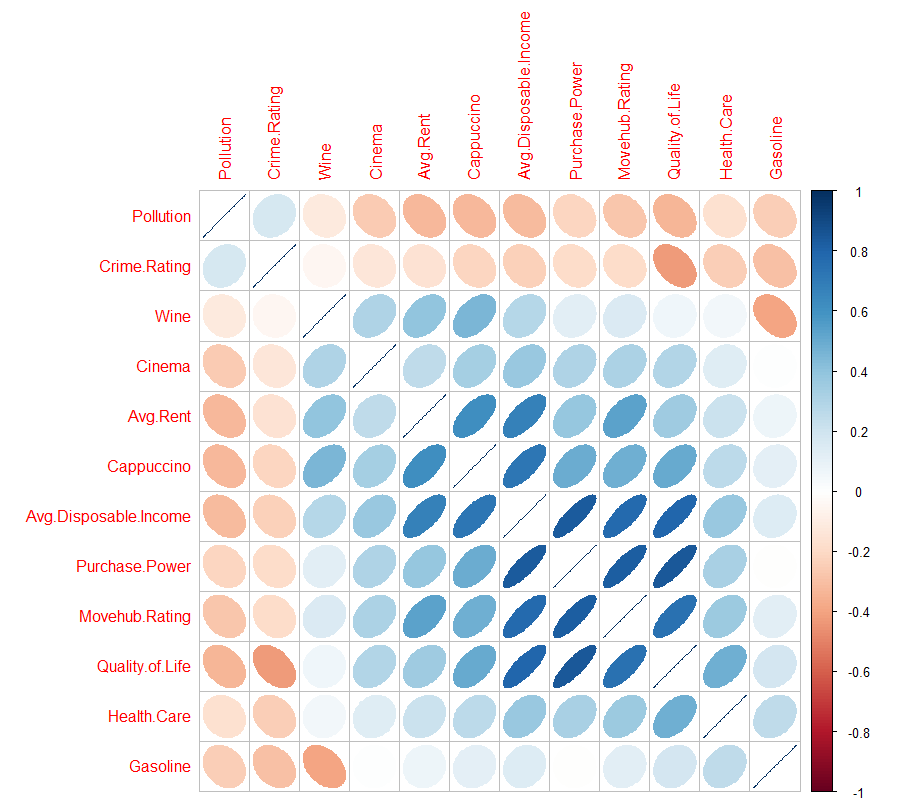 Pollution
Crime.Rating
Wine
Cinema
Avg.Rent
Cappuccino
Avg.Disposable.Income
Purchase.Power
Movehub.Rating
Quality.of.Life
Health.Care
Gasoline
Pollution
Crime.Rating
Wine
Cinema
Avg.Rent
Cappuccino
Avg.Disposable.Income
Purchase.Power
Movehub.Rating
Quality.of.Life
Health.Care
Gasoline
1
0.8
0.6
0.4
0.2
0
-0.2
-0.4
-0.6
-0.8
-1